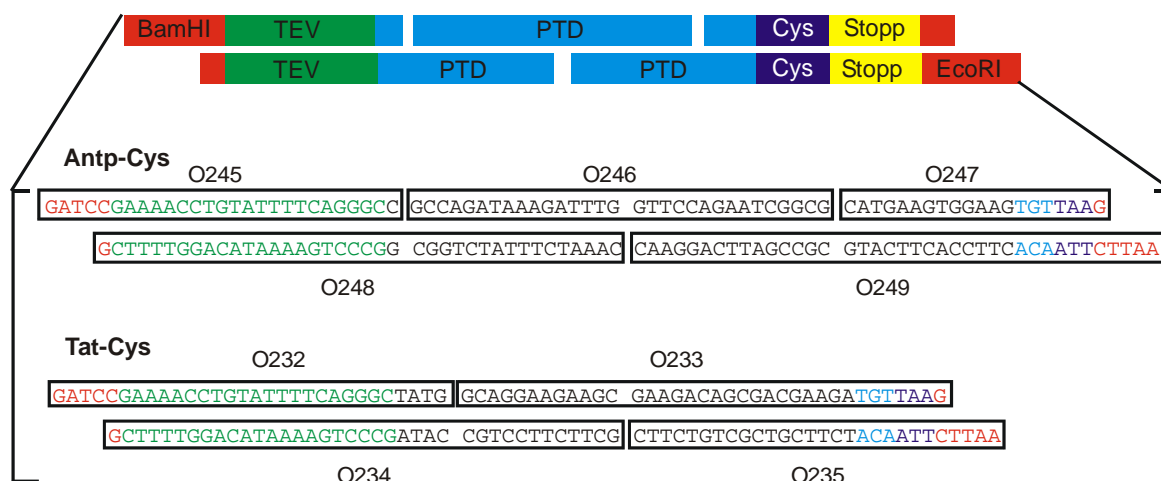 BamHI TEV PTD Cys Stopp
TEV PTD PTD Cys Stopp EcoRI
Antp-Cys
O245 O246 O247
GATCCGAAAACCTGTATTTTCAGGGCC GCCAGATAAAGATTTG GTTCCAGAATCGGCG CATGAAGTGGAAGTGTTAAG
GCTTTTGGACATAAAAGTCCCGG CGGTCTATTTCTAAAC CAAGGACTTAGCCGC GTACTTCACCTTCACAATTCTTAA
O248 O249
Tat-Cys
O232 O233
GATCCGAAAACCTGTATTTTCAGGGCTATG GCAGGAAGAAGC GAAGACAGCGACGAAGATGTTAAG
GCTTTTGGACATAAAAGTCCCGATAC CGTCCTTCTTCG CTTCTGTCGCTGCTTCTACAATTCTTAA
O234 O235